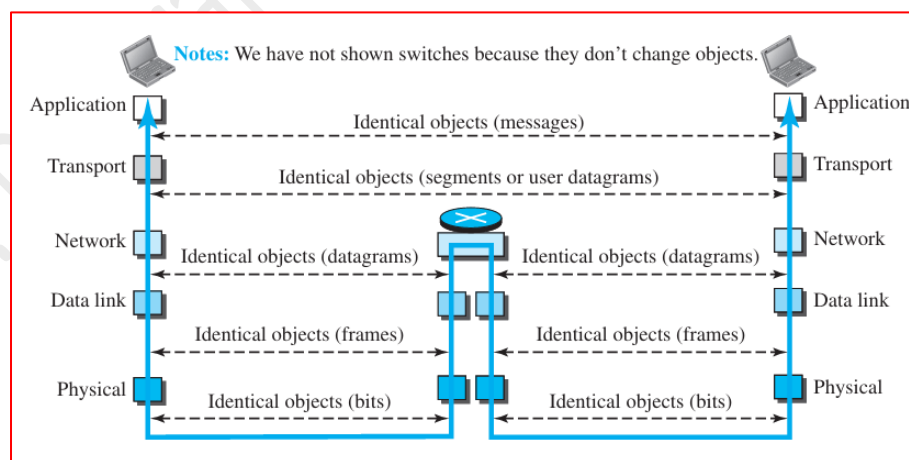 Notes: We have not shown switches because they don't change objects.
Application Application
Identical objects (messages)
Transport Transport
Identical objects (segments or user datagrams)
Network Network
Identical objects (datagrams) Identical objects (datagrams)
Data link Data link
Identical objects (frames) Identical objects (frames)
Physical Physical
Identical objects (bits) Identical objects (bits)